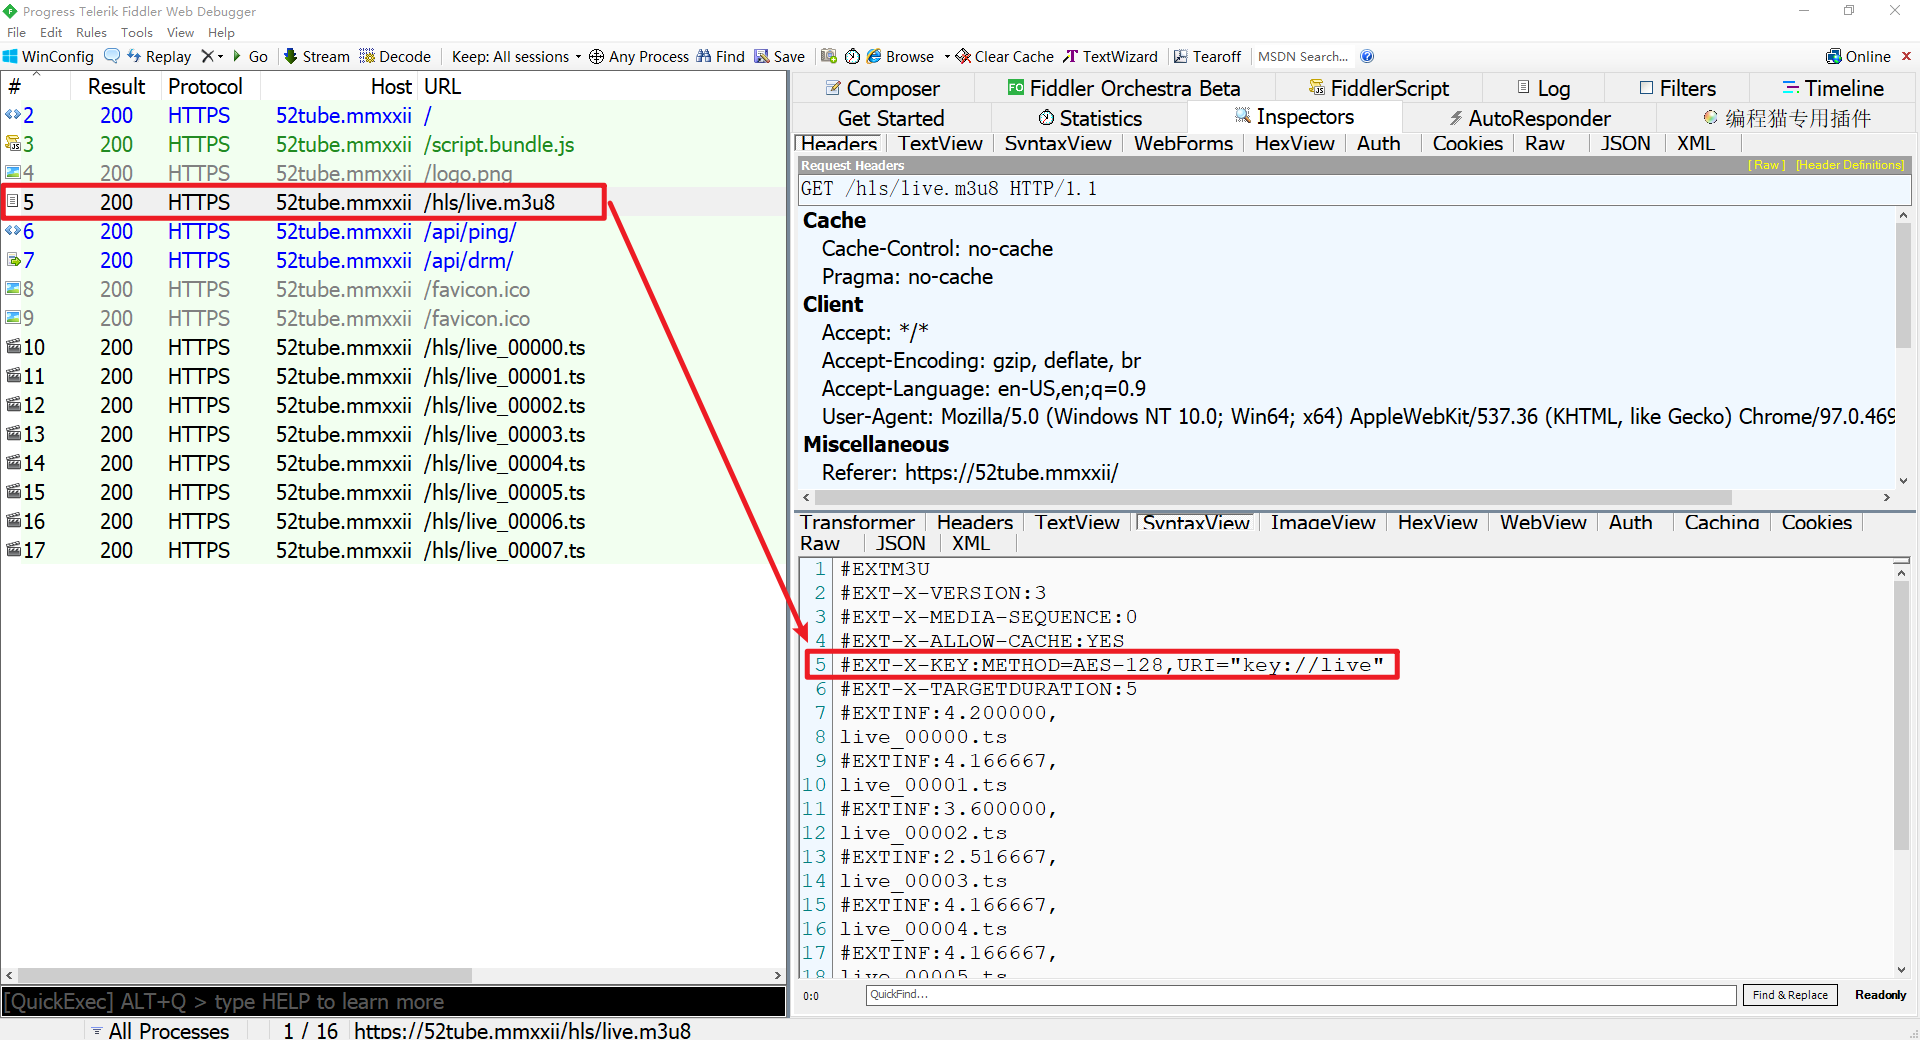 Progress Telerik Fiddler Web Debugger
File Edit Rules Tools View Help
WinConfig Replay Go Stream Decode Keep: All sessions Any Process Find Save Browse Clear Cache TextWizard Tearoff MSDN Search... Online
# Result Protocol Host URL
2 200 HTTPS 52tube.mmxxii /
3 200 HTTPS 52tube.mmxxii /script.bundle.js
4 200 HTTPS 52tube.mmxxii /logo.png
5 200 HTTPS 52tube.mmxxii /hls/live.m3u8
6 200 HTTPS 52tube.mmxxii /api/ping/
7 200 HTTPS 52tube.mmxxii /api/drm/
8 200 HTTPS 52tube.mmxxii /favicon.ico
9 200 HTTPS 52tube.mmxxii /favicon.ico
10 200 HTTPS 52tube.mmxxii /hls/live_00000.ts
11 200 HTTPS 52tube.mmxxii /hls/live_00001.ts
12 200 HTTPS 52tube.mmxxii /hls/live_00002.ts
13 200 HTTPS 52tube.mmxxii /hls/live_00003.ts
14 200 HTTPS 52tube.mmxxii /hls/live_00004.ts
15 200 HTTPS 52tube.mmxxii /hls/live_00005.ts
16 200 HTTPS 52tube.mmxxii /hls/live_00006.ts
17 200 HTTPS 52tube.mmxxii /hls/live_00007.ts
[QuickExec] ALT+Q > type HELP to learn more
Composer FO Fiddler Orchestra Beta FiddlerScript Log Filters Timeline
Get Started Statistics Inspectors AutoResponder 编程猫专用插件
Headers TextView SyntaxView WebForms HexView Auth Cookies Raw JSON XML
Request Headers [ Raw ] [Header Definitions]
GET /hls/live.m3u8 HTTP/1.1
Cache
Cache-Control: no-cache
Pragma: no-cache
Client
Accept: */*
Accept-Encoding: gzip, deflate, br
Accept-Language: en-US,en;q=0.9
User-Agent: Mozilla/5.0 (Windows NT 10.0; Win64; x64) AppleWebKit/537.36 (KHTML, like Gecko) Chrome/97.0.469
Miscellaneous
Referer: https://52tube.mmxxii/
Transformer Headers TextView SyntaxView ImageView HexView WebView Auth Caching Cookies
Raw JSON XML
1 #EXTM3U
2 #EXT-X-VERSION:3
3 #EXT-X-MEDIA-SEQUENCE:0
4 #EXT-X-ALLOW-CACHE:YES
5 #EXT-X-KEY:METHOD=AES-128,URI="key://live"
6 #EXT-X-TARGETDURATION:5
7 #EXTINF:4.200000,
8 live_00000.ts
9 #EXTINF:4.166667,
10 live_00001.ts
11 #EXTINF:3.600000,
12 live_00002.ts
13 #EXTINF:2.516667,
14 live_00003.ts
15 #EXTINF:4.166667,
16 live_00004.ts
17 #EXTINF:4.166667,
18 live_00005.ts
0:0 QuickFind... Find & Replace Readonly
All Processes 1 / 16 https://52tube.mmxxii/hls/live.m3u8